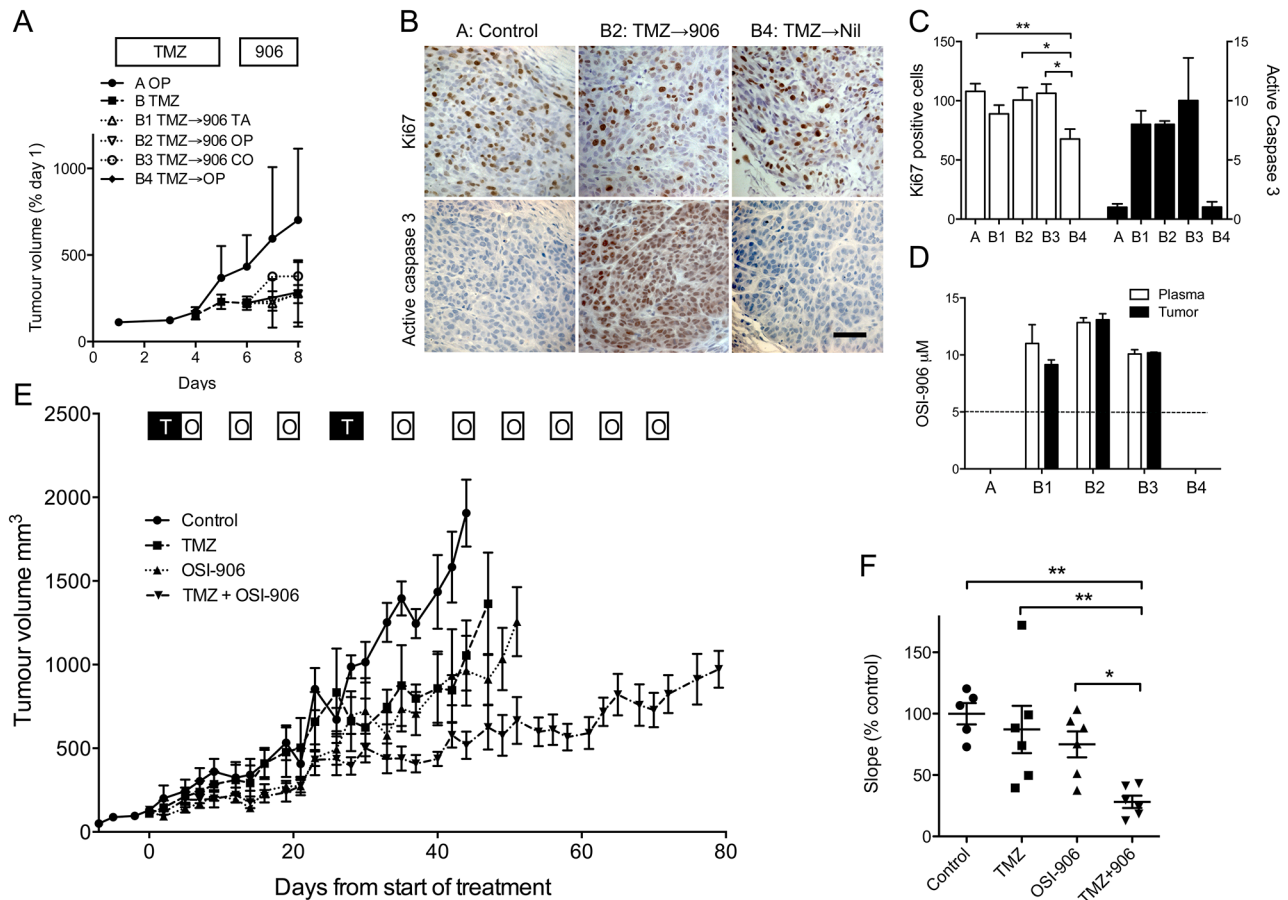 A
TMZ
906
A OP
B TMZ
B1 TMZ→906 TA
B2 TMZ→906 OP
B3 TMZ→906 CO
B4 TMZ→OP
Tumour volume (% day 1)
1000
500
0
0 2 4 6 8
Days
B
A: Control
B2: TMZ→906
B4: TMZ→Nil
Ki67
Active caspase 3
C
** 
*
*
Ki67 positive cells
150
100
50
0
A B1 B2 B3 B4
A B1 B2 B3 B4
15
10
5
0
Active Caspase 3
D
Plasma
Tumor
OSI-906 µM
15
10
5
0
A B1 B2 B3 B4
E
T O O O T O O O O O O
Control
TMZ
OSI-906
TMZ + OSI-906
Tumour volume mm³
2500
2000
1500
1000
500
0
0 20 40 60 80
Days from start of treatment
F
**
**
*
Slope (% control)
150
100
50
0
Control
TMZ
OSI-906
TMZ+906